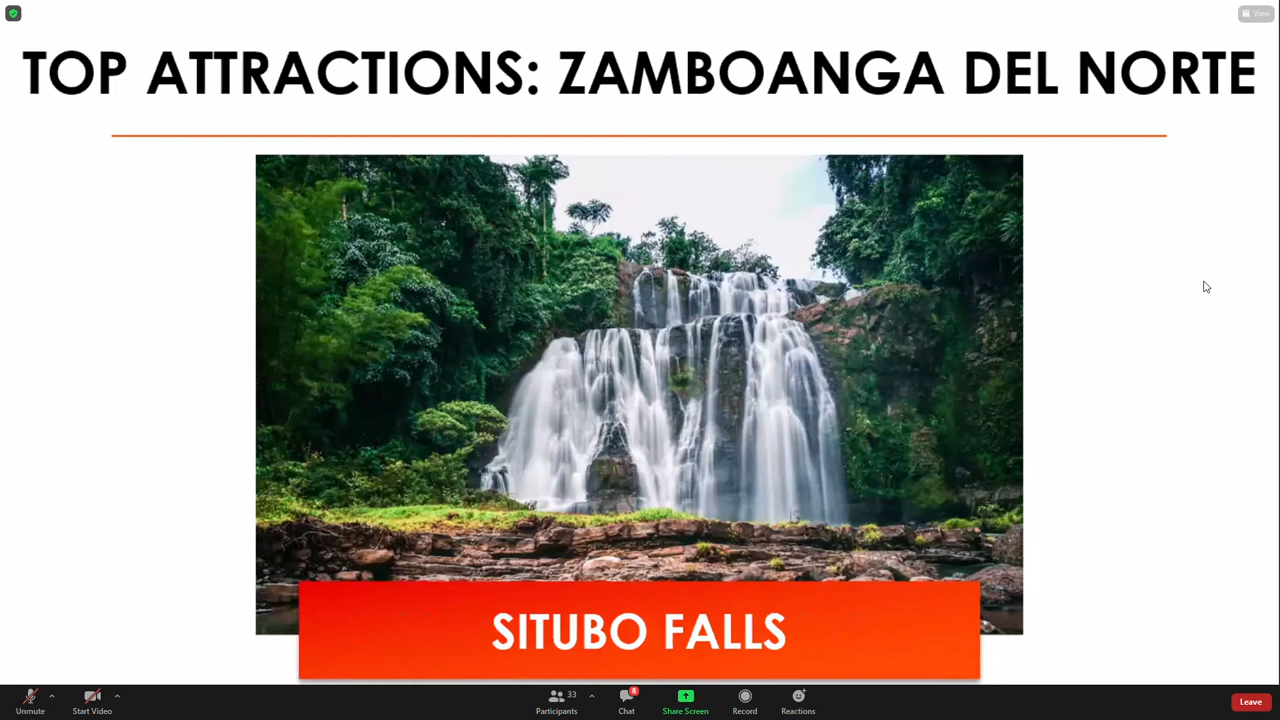 View
TOP ATTRACTIONS: ZAMBOANGA DEL NORTE
SITUBO FALLS
Unmute
Start Video
33
Participants
8
Chat
Share Screen
Record
Reactions
Leave